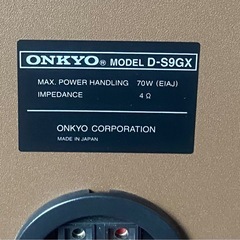 ONKYO® MODEL D-S9GX
MAX. POWER HANDLING 70W (EIAJ)
IMPEDANCE 4 Ω
ONKYO CORPORATION
MADE IN JAPAN